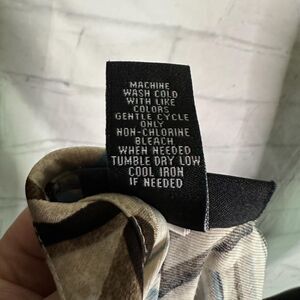 MACHINE
WASH COLD
WITH LIKE
COLORS
GENTLE CYCLE
ONLY
NON-CHLORINE
BLEACH
WHEN NEEDED
TUMBLE DRY LOW
COOL IRON
IF NEEDED